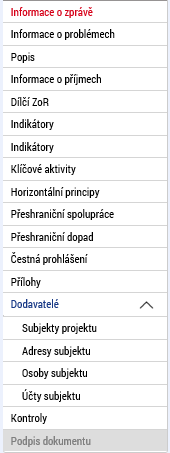 Informace o zprávě
Informace o problémech
Popis
Informace o příjmech
Dílčí ZoR
Indikátory
Indikátory
Klíčové aktivity
Horizontální principy
Přeshraniční spolupráce
Přeshraniční dopad
Čestná prohlášení
Přílohy
Dodavatelé
Subjekty projektu
Adresy subjektu
Osoby subjektu
Účty subjektu
Kontroly
Podpis dokumentu